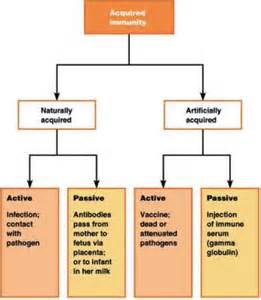 Acquired
immunity
Naturally
acquired
Artificially
acquired
Active
Infection;
contact
with
pathogen
Passive
Antibodies
pass from
mother to
fetus via
placenta;
or to infant
in her milk
Active
Vaccine;
dead or
attenuated
pathogens
Passive
Injection
of immune
serum
(gamma
globulin)